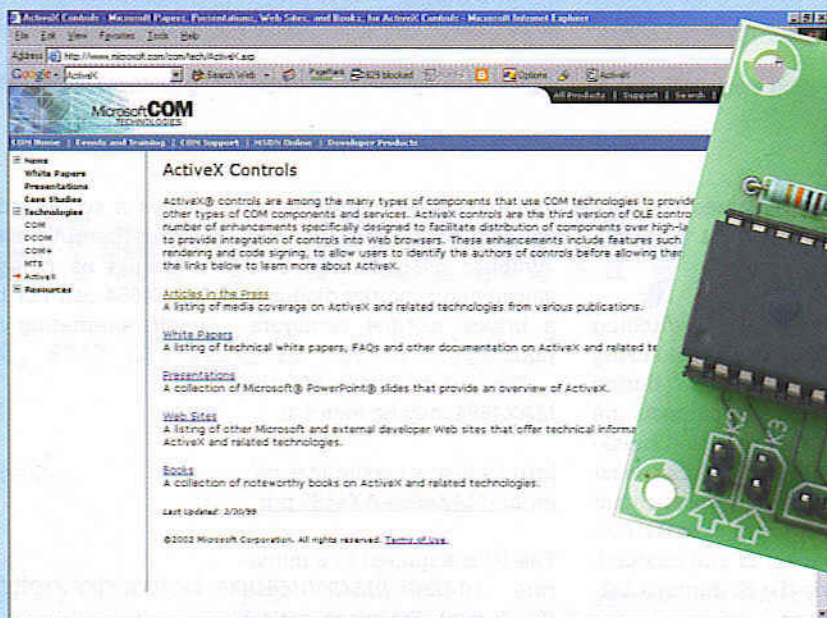 ActiveX Controls - Microsoft Papers, Presentations, Web Sites, and Books, for ActiveX Controls - Microsoft Internet Explorer
File Edit View Favorites Tools Help
Address http://www.microsoft.com/com/tech/ActiveX.asp
Google ActiveX Search Web PageRank 829 blocked Options ActiveX
All Products | Support | Search |
Microsoft COM
TECHNOLOGIES
COM Home | Events and Training | COM Support | MSDN Online | Developer Products
News
White Papers
Presentations
Case Studies
Technologies
COM
DCOM
COM+
MTS
ActiveX
Resources
ActiveX Controls
ActiveX® controls are among the many types of components that use COM technologies to provide
other types of COM components and services. ActiveX controls are the third version of OLE contro
number of enhancements specifically designed to facilitate distribution of components over high-la
to provide integration of controls into Web browsers. These enhancements include features such
rendering and code signing, to allow users to identify the authors of controls before allowing the
the links below to learn more about ActiveX.
Articles in the Press
A listing of media coverage on ActiveX and related technologies from various publications.
White Papers
A listing of technical white papers, FAQs and other documentation on ActiveX and related te
Presentations
A collection of Microsoft® PowerPoint® slides that provide an overview of ActiveX.
Web Sites
A listing of other Microsoft and external developer Web sites that offer technical informa
ActiveX and related technologies.
Books
A collection of noteworthy books on ActiveX and related technologies.
Last Updated: 3/30/99
©2002 Microsoft Corporation. All rights reserved. Terms of Use.
K2
K3